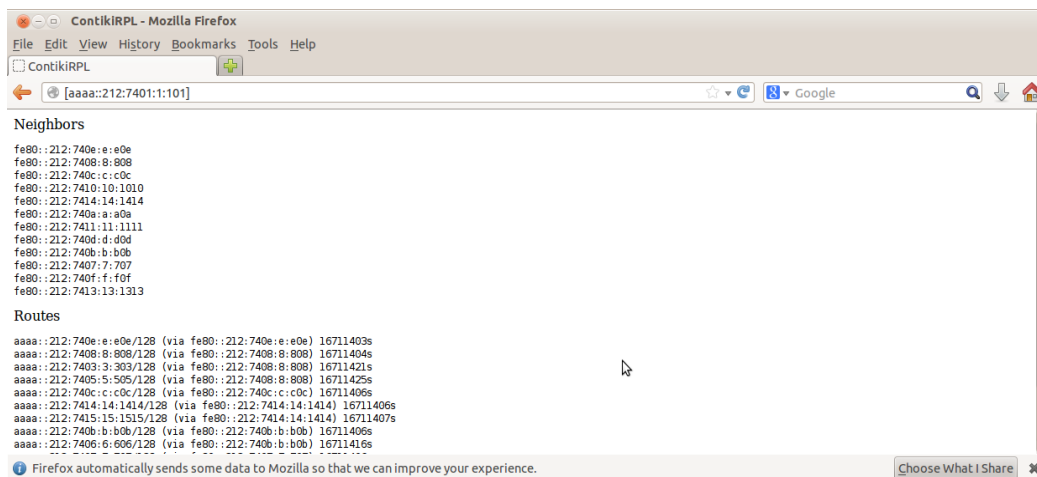 ContikiRPL - Mozilla Firefox
File Edit View History Bookmarks Tools Help
ContikiRPL
[aaaa::212:7401:1:101]
Google
Neighbors
fe80::212:740e:e:e0e
fe80::212:7408:8:808
fe80::212:740c:c:c0c
fe80::212:7410:10:1010
fe80::212:7414:14:1414
fe80::212:740a:a:a0a
fe80::212:7411:11:1111
fe80::212:740d:d:d0d
fe80::212:740b:b:b0b
fe80::212:7407:7:707
fe80::212:740f:f:f0f
fe80::212:7413:13:1313
Routes
aaaa::212:740e:e:e0e/128 (via fe80::212:740e:e:e0e) 16711403s
aaaa::212:7408:8:808/128 (via fe80::212:7408:8:808) 16711404s
aaaa::212:7403:3:303/128 (via fe80::212:7408:8:808) 16711421s
aaaa::212:7405:5:505/128 (via fe80::212:7408:8:808) 16711425s
aaaa::212:740c:c:c0c/128 (via fe80::212:740c:c:c0c) 16711406s
aaaa::212:7414:14:1414/128 (via fe80::212:7414:14:1414) 16711406s
aaaa::212:7415:15:1515/128 (via fe80::212:7414:14:1414) 16711407s
aaaa::212:740b:b:b0b/128 (via fe80::212:740b:b:b0b) 16711406s
aaaa::212:7406:6:606/128 (via fe80::212:740b:b:b0b) 16711416s
Firefox automatically sends some data to Mozilla so that we can improve your experience.
Choose What I Share